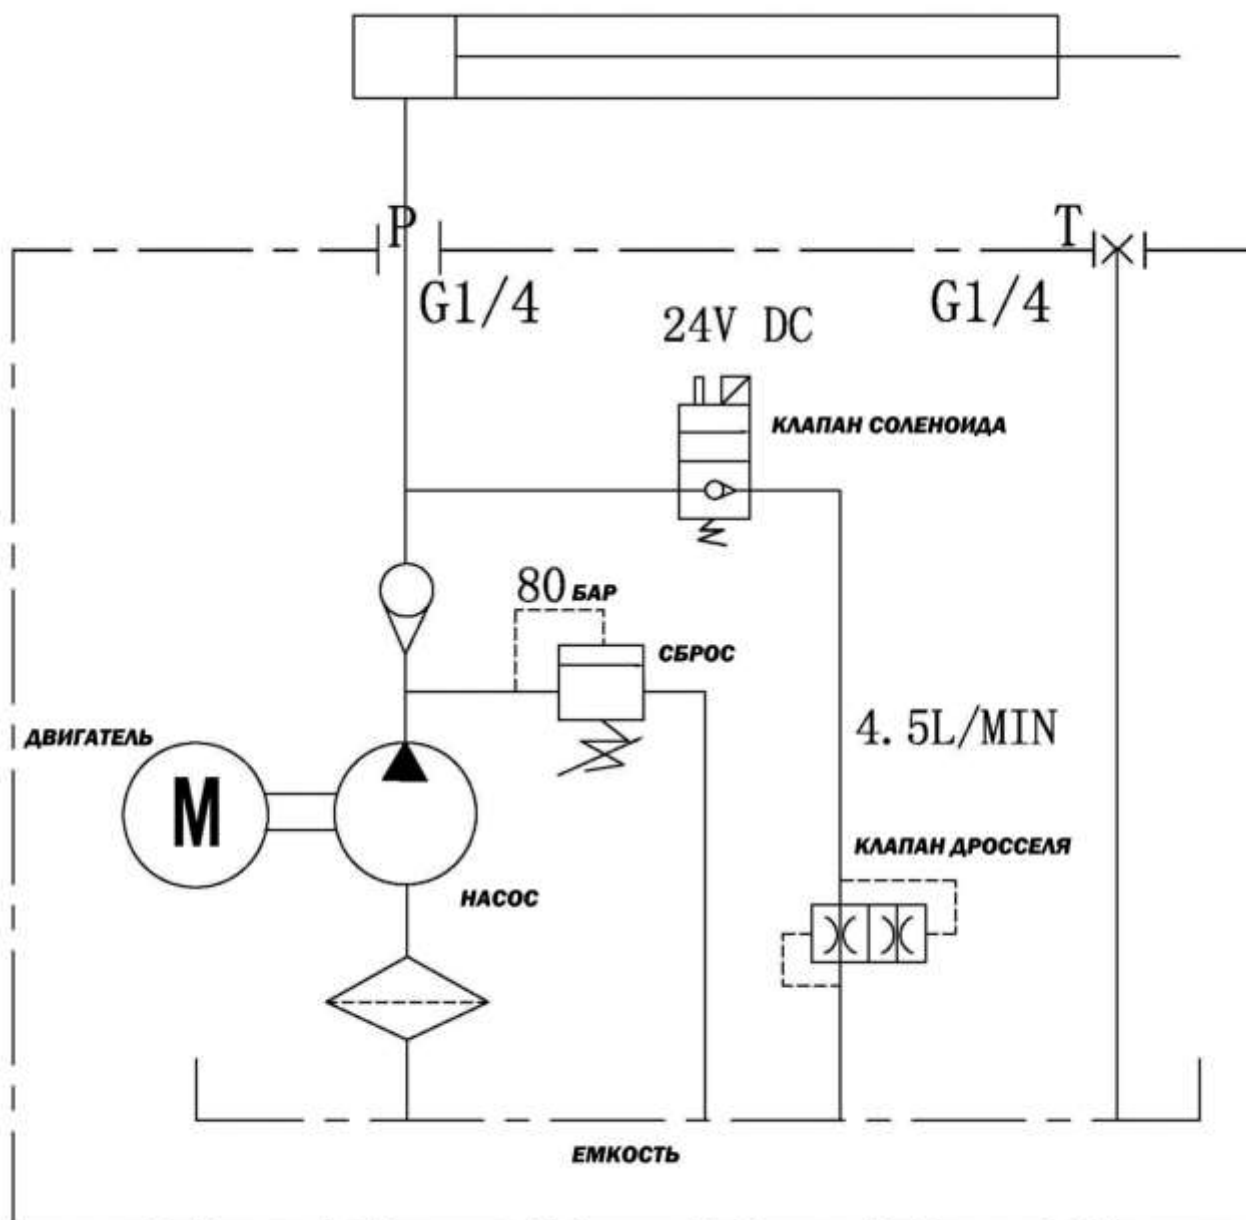 P
T
G1/4
G1/4
24V DC
КЛАПАН СОЛЕНОИДА
80 БАР
СБРОС
ДВИГАТЕЛЬ
4.5L/MIN
M
КЛАПАН ДРОССЕЛЯ
НАСОС
ЕМКОСТЬ